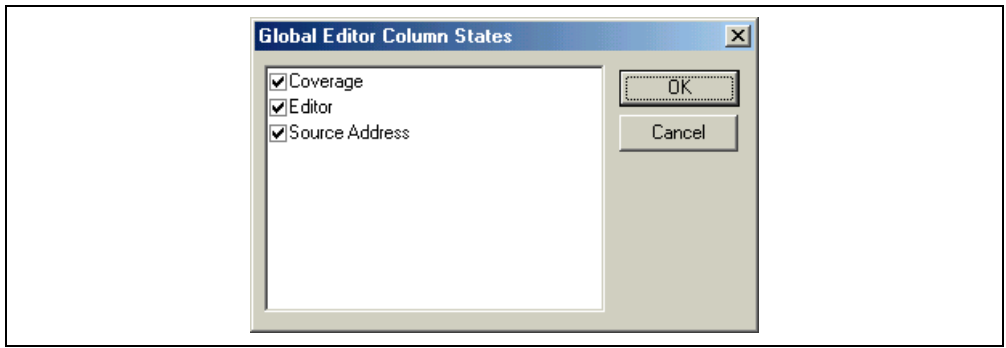 Global Editor Column States
Coverage
Editor
Source Address
OK
Cancel